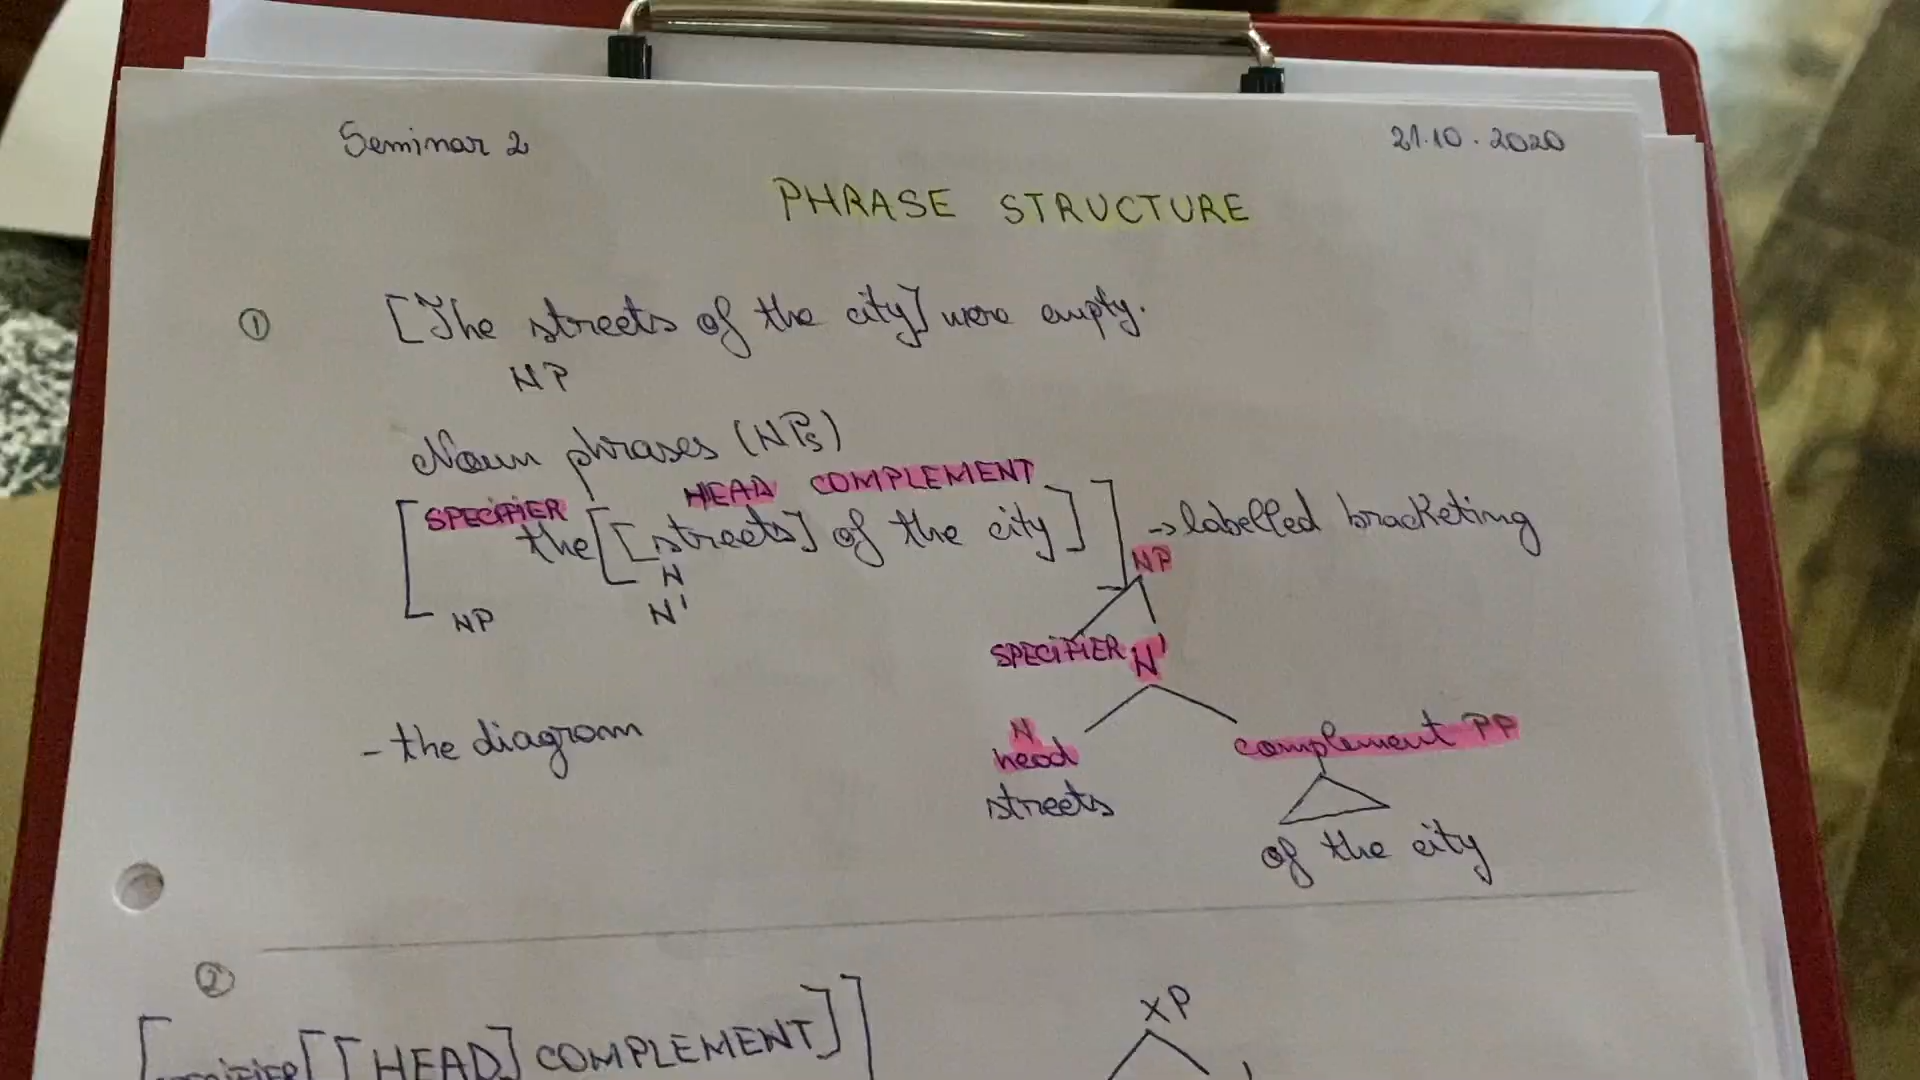 Seminar 2 21.10.2020
PHRASE STRUCTURE
① [The streets of the city] were empty.
NP
Noun phrases (NPs)
SPECIFIER HEAD COMPLEMENT
[the [[streets] of the city]] → labelled bracketing
N
NP N'
NP
SPECIFIER N'
- the diagram
N complement PP
head
streets
of the city
②
XP
[SPECIFIER [[HEAD] COMPLEMENT]]